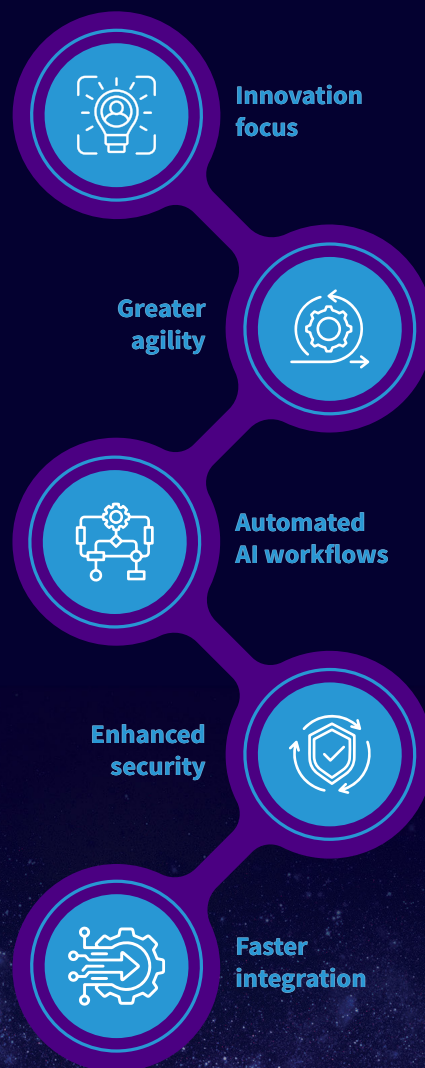 Innovation
focus
Greater
agility
Automated
AI workflows
Enhanced
security
Faster
integration